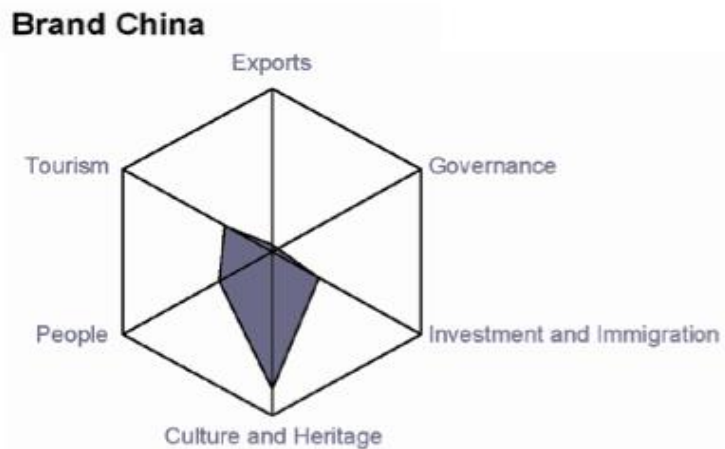 Brand China
Exports
Tourism
Governance
People
Investment and Immigration
Culture and Heritage